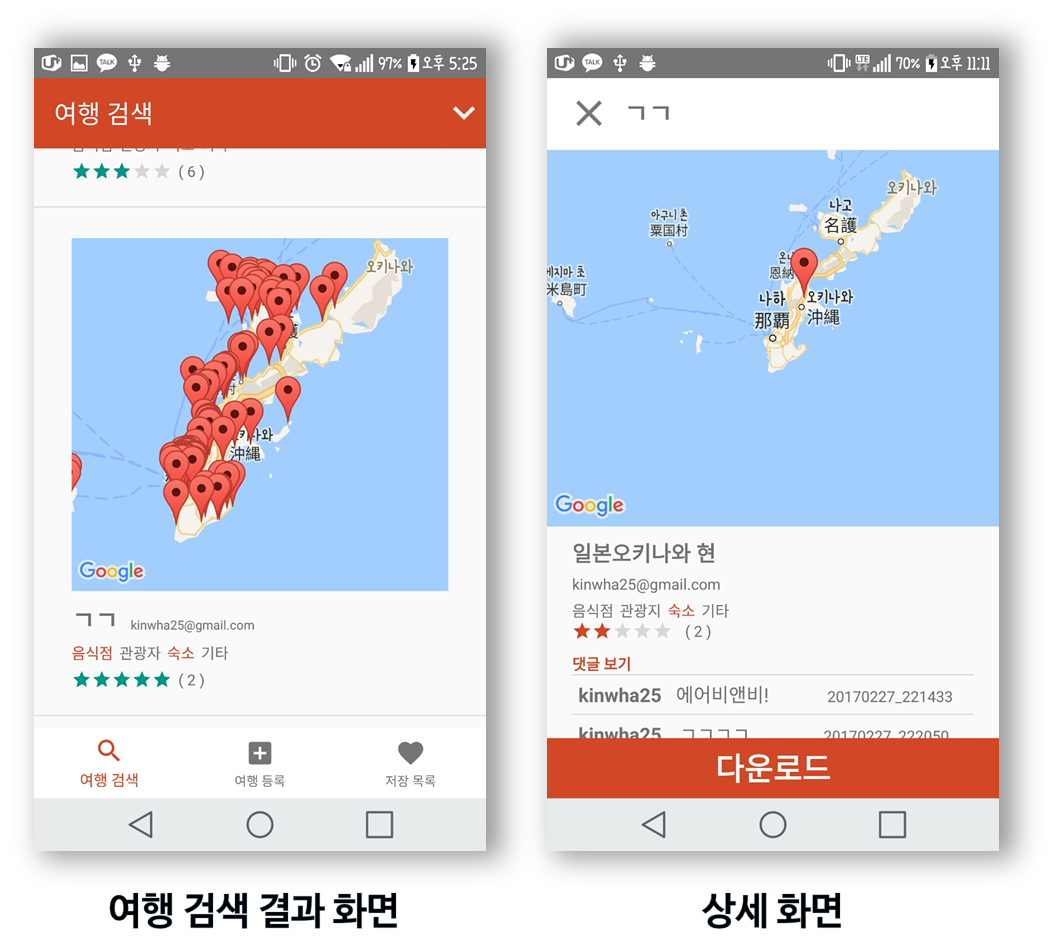 TALK
97% 오후 5:25
여행 검색
( 6 )
오키나와
오키나와
沖縄
Google
ㄱㄱ kinwha25@gmail.com
음식점 관광자 숙소 기타
( 2 )
여행 검색
여행 등록
저장 목록
여행 검색 결과 화면
TALK
LTE 70% 오후 11:11
ㄱㄱ
오키나와
나고
名護
아구니 촌
粟国村
恩納
米島町
나하
那覇
오키나와
沖縄
Google
일본오키나와 현
kinwha25@gmail.com
음식점 관광지 숙소 기타
( 2 )
댓글 보기
kinwha25 에어비앤비! 20170227_221433
kinwha25 ㄱㄱㄱㄱ 20170227_222050
다운로드
상세 화면